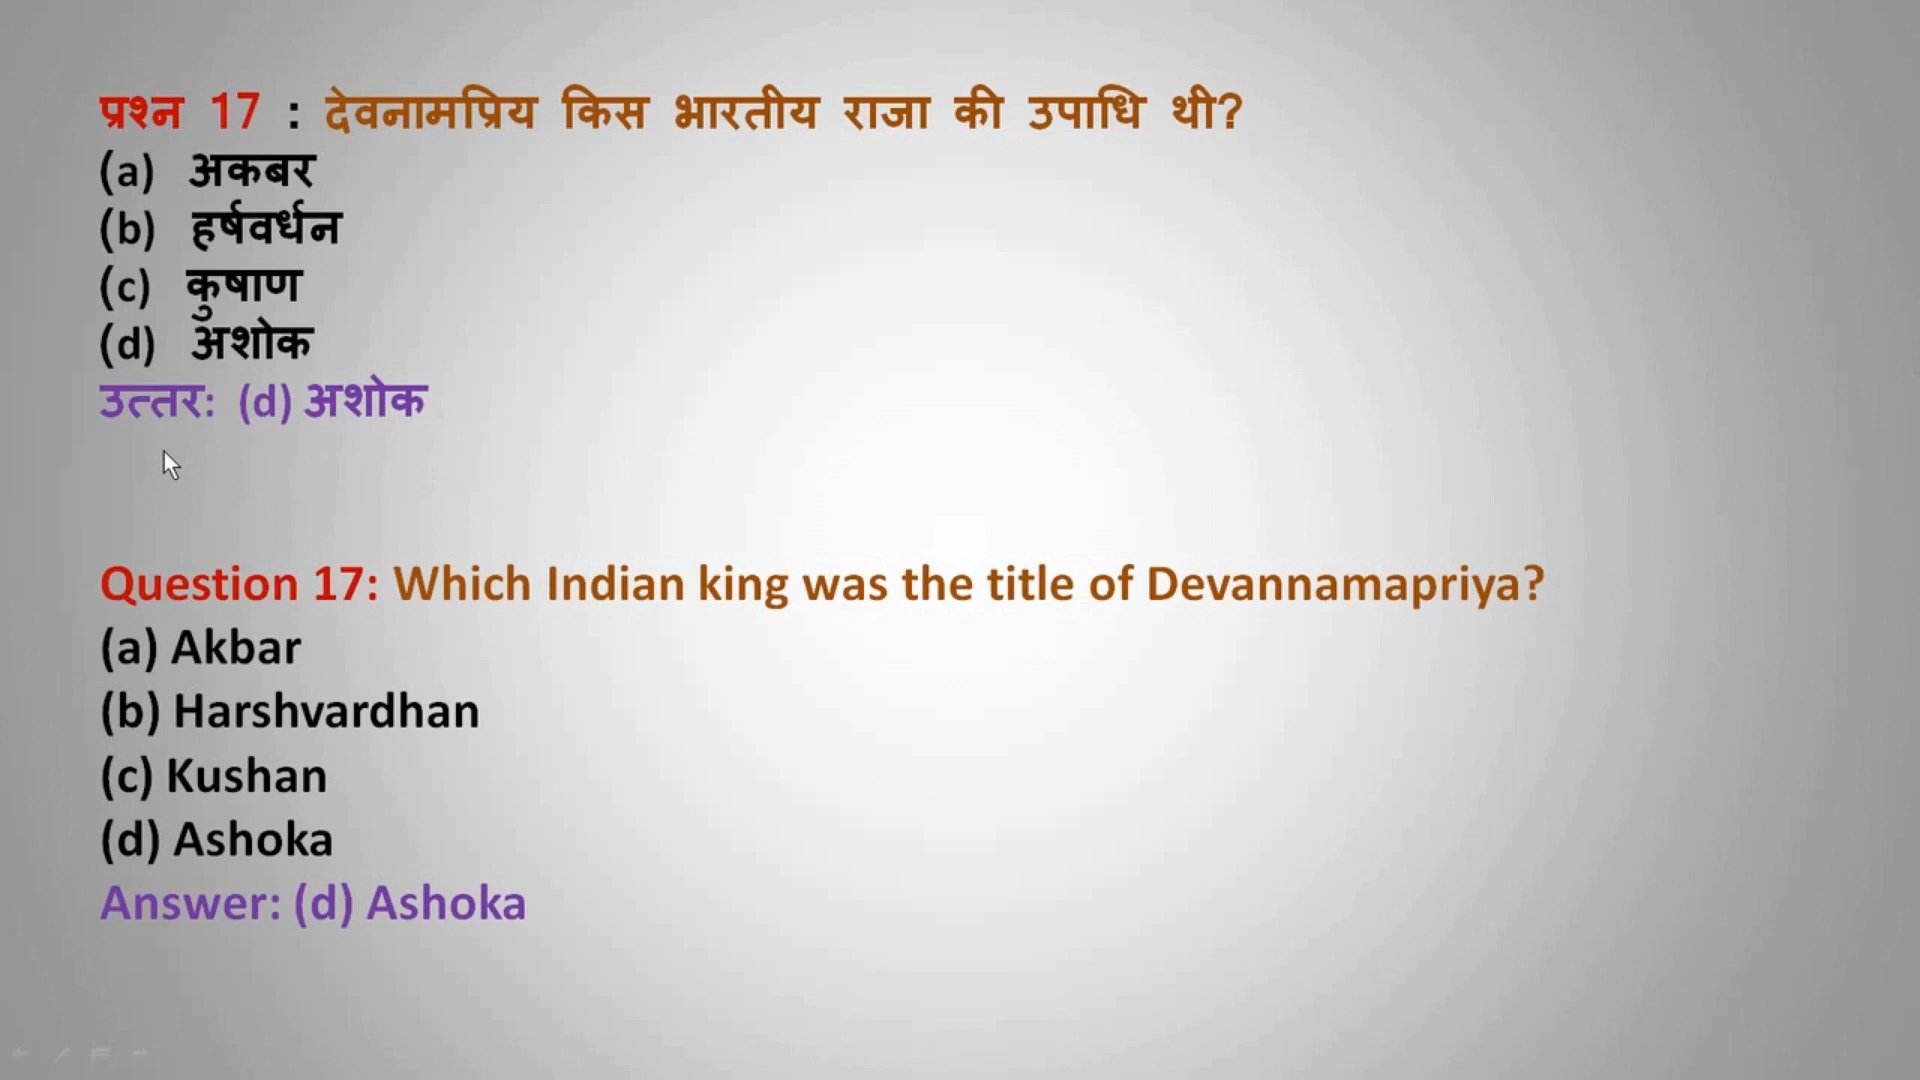 प्रश्न 17 : देवनामप्रिय किस भारतीय राजा की उपाधि थी?
(a) अकबर
(b) हर्षवर्धन
(c) कुषाण
(d) अशोक
उत्तर: (d) अशोक
Question 17: Which Indian king was the title of Devannamapriya?
(a) Akbar
(b) Harshvardhan
(c) Kushan
(d) Ashoka
Answer: (d) Ashoka